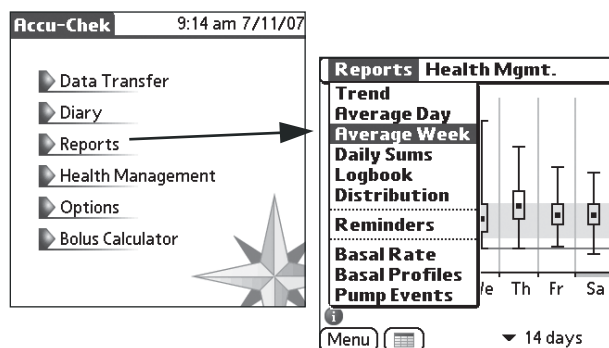 Accu-Chek 9:14 am 7/11/07
Data Transfer
Diary
Reports
Health Management
Options
Bolus Calculator
Reports Health Mgmt.
Trend
Average Day
Average Week
Daily Sums
Logbook
Distribution
Reminders
Basal Rate
Basal Profiles
Pump Events
Th Fr Sa
i
Menu
14 days